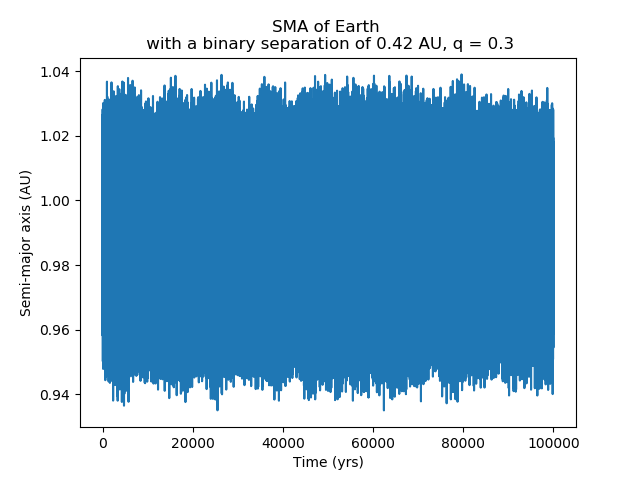 SMA of Earth
with a binary separation of 0.42 AU, q = 0.3
1.04
1.02
1.00
0.98
0.96
0.94
Semi-major axis (AU)
0 20000 40000 60000 80000 100000
Time (yrs)